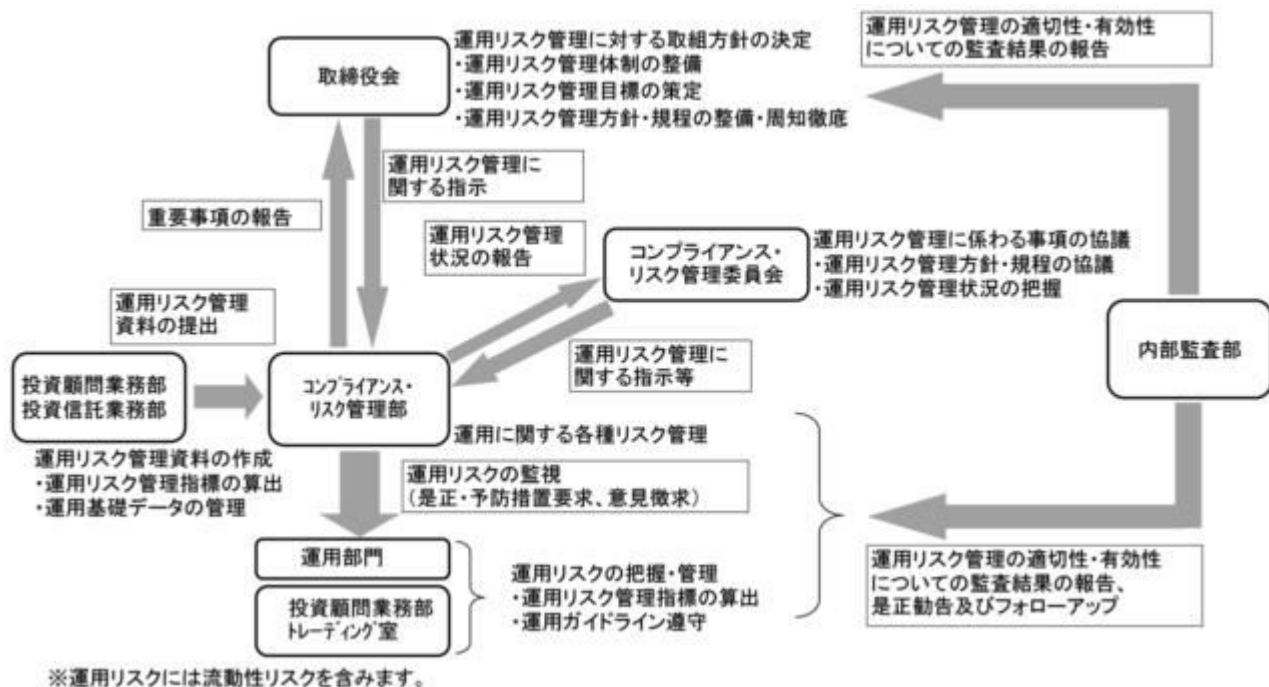 取締役会
運用リスク管理に対する取組方針の決定
・運用リスク管理体制の整備
・運用リスク管理目標の策定
・運用リスク管理方針・規程の整備・周知徹底
運用リスク管理の適切性・有効性
についての監査結果の報告
運用リスク管理に
関する指示
重要事項の報告
運用リスク管理
状況の報告
コンプライアンス・
リスク管理委員会
運用リスク管理に係わる事項の協議
・運用リスク管理方針・規程の協議
・運用リスク管理状況の把握
運用リスク管理
資料の提出
運用リスク管理に
関する指示等
内部監査部
投資顧問業務部
投資信託業務部
コンプライアンス・
リスク管理部
運用に関する各種リスク管理
運用リスク管理資料の作成
・運用リスク管理指標の算出
・運用基礎データの管理
運用リスクの監視
(是正・予防措置要求、意見徴求)
運用部門
投資顧問業務部
トレーディング室
運用リスクの把握・管理
・運用リスク管理指標の算出
・運用ガイドライン遵守
運用リスク管理の適切性・有効性
についての監査結果の報告、
是正勧告及びフォローアップ
※運用リスクには流動性リスクを含みます。